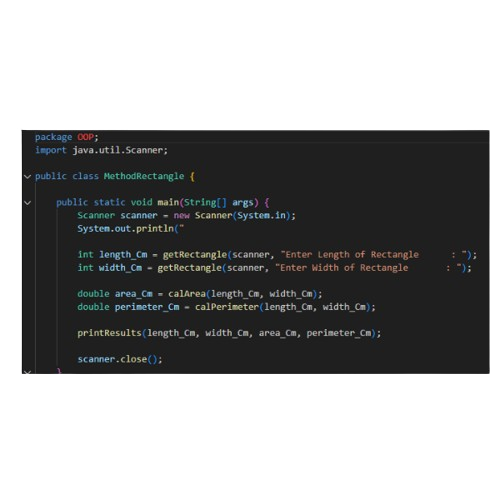 package OOP;
import java.util.Scanner;
public class MethodRectangle {
public static void main(String[] args) {
Scanner scanner = new Scanner(System.in);
System.out.println("
int length_Cm = getRectangle(scanner, "Enter Length of Rectangle      : ");
int width_Cm = getRectangle(scanner, "Enter Width of Rectangle       : ");
double area_Cm = calArea(length_Cm, width_Cm);
double perimeter_Cm = calPerimeter(length_Cm, width_Cm);
printResults(length_Cm, width_Cm, area_Cm, perimeter_Cm);
scanner.close();
}